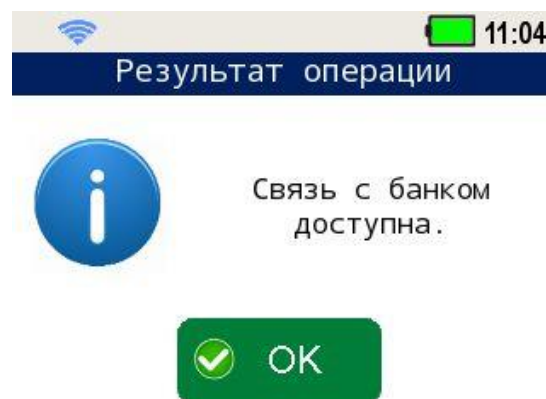 11:04
Результат операции
Связь с банком
доступна.
OK